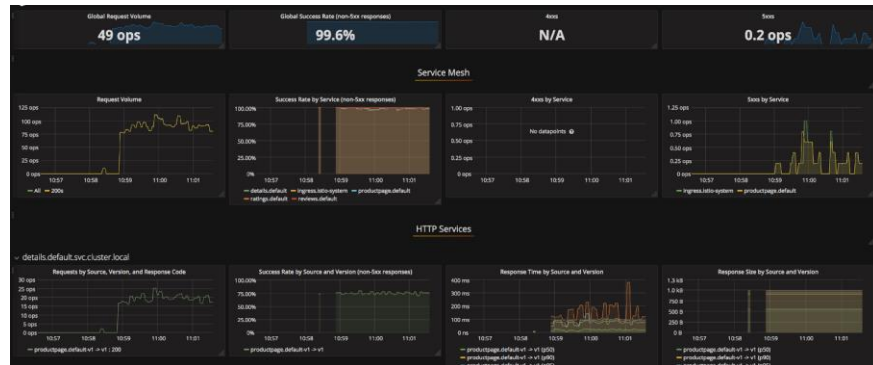 Global Request Volume
49 ops
Global Success Rate (non-5xx responses)
99.6%
4xxs
N/A
5xxs
0.2 ops
Service Mesh
Request Volume
125 ops
100 ops
75 ops
50 ops
25 ops
0 ops
10:57 10:58 10:59 11:00 11:01
All 200s
Success Rate by Service (non-5xx responses)
100.00%
75.00%
50.00%
25.00%
0%
10:57 10:58 10:59 11:00 11:01
details.default ingress.istio-system productpage.default
ratings.default reviews.default
4xxs by Service
1.00 ops
0.75 ops
0.50 ops
0.25 ops
0 ops
No datapoints
10:57 10:58 10:59 11:00 11:01
5xxs by Service
1.25 ops
1.00 ops
0.75 ops
0.50 ops
0.25 ops
0 ops
10:57 10:58 10:59 11:00 11:01
ingress.istio-system productpage.default
HTTP Services
details.default.svc.cluster.local
Requests by Source, Version, and Response Code
30 ops
25 ops
20 ops
15 ops
10 ops
5 ops
0 ops
10:57 10:58 10:59 11:00 11:01
productpage.default-v1 -> v1 : 200
Success Rate by Source and Version (non-5xx responses)
100.00%
75.00%
50.00%
25.00%
0%
10:57 10:58 10:59 11:00 11:01
productpage.default-v1 -> v1
Response Time by Source and Version
400 ms
300 ms
200 ms
100 ms
0 ms
10:57 10:58 10:59 11:00 11:01
productpage.default-v1 -> v1 (p50)
productpage.default-v1 -> v1 (p90)
Response Size by Source and Version
1.3 kB
1.0 kB
750 B
500 B
250 B
0 B
10:57 10:58 10:59 11:00 11:01
productpage.default-v1 -> v1 (p50)
productpage.default-v1 -> v1 (p90)